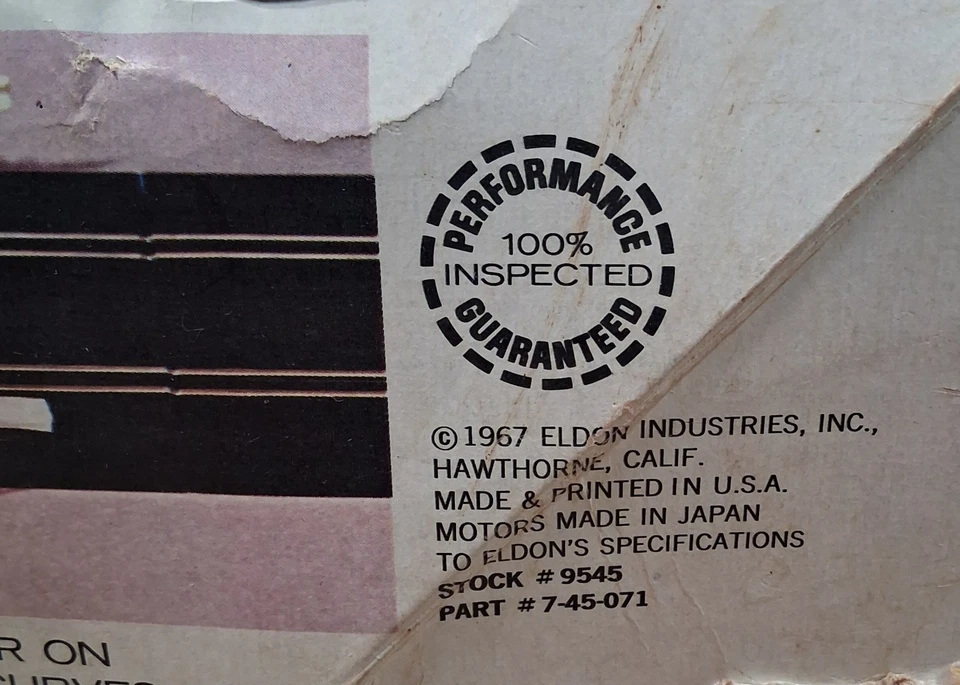 PERFORMANCE
100%
INSPECTED
GUARANTEED
© 1967 ELDON INDUSTRIES, INC.,
HAWTHORNE, CALIF.
MADE & PRINTED IN U.S.A.
MOTORS MADE IN JAPAN
TO ELDON'S SPECIFICATIONS
STOCK # 9545
PART # 7-45-071
R ON
CURVES